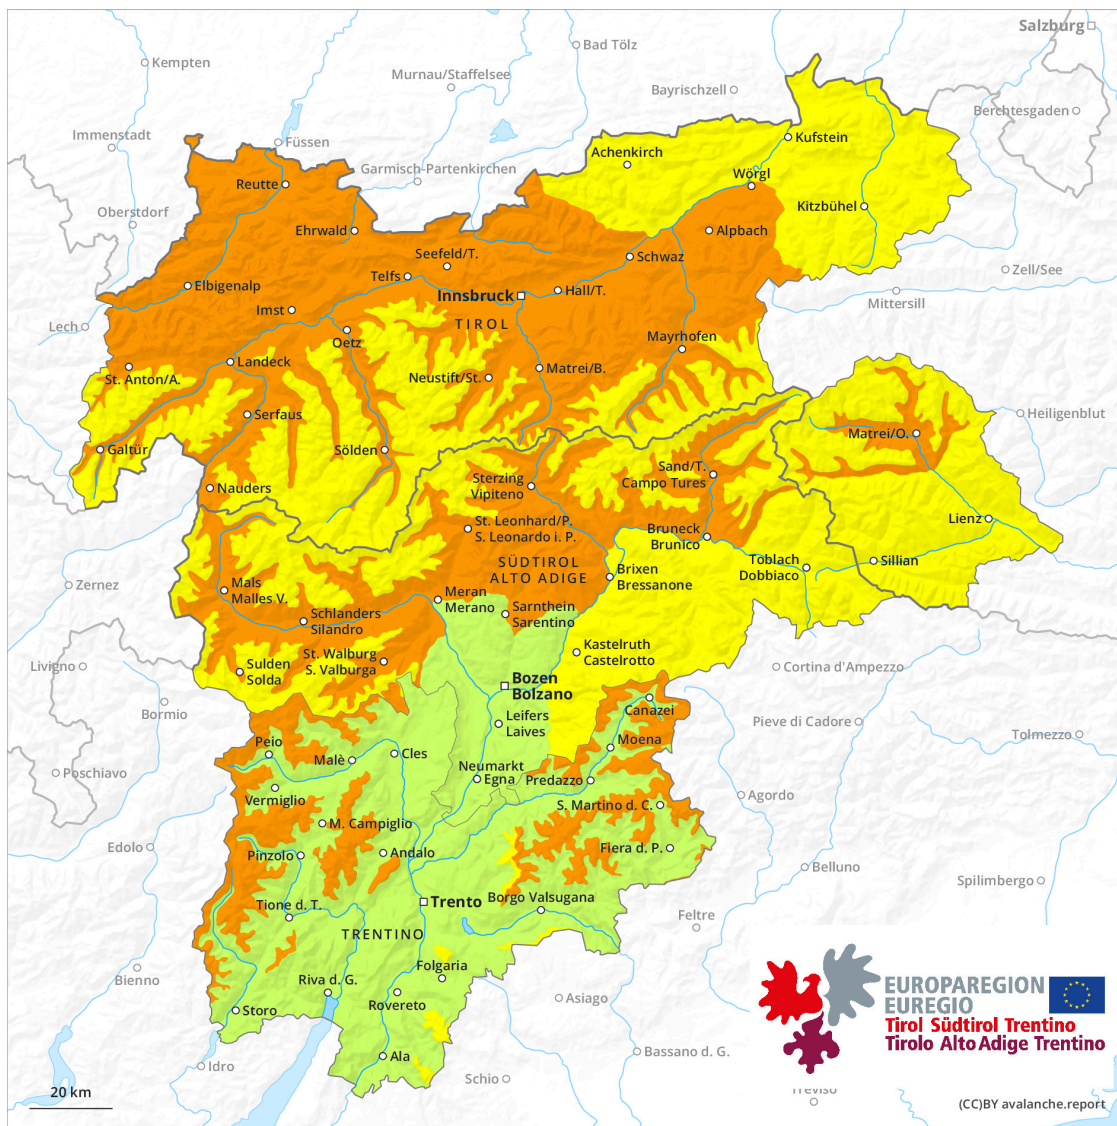 Salzburg
Bad Tölz
Kempten
Murnau/Staffelsee
Bayrischzell
Berchtesgaden
Immenstadt
Füssen
Kufstein
Achenkirch
Garmisch-Partenkirchen
Wörgl
Reutte
Kitzbühel
Oberstdorf
Ehrwald
Alpbach
Seefeld/T.
Schwaz
Telfs
Zell/See
Elbigenalp
Innsbruck
Hall/T.
Mittersill
Imst
TIROL
Lech
Oetz
Mayrhofen
Landeck
Matrei/B.
St. Anton/A.
Neustift/St.
Serfaus
Heiligenblut
Matrei/O.
Galtür
Sölden
Sand/T.
Campo Tures
Sterzing
Vipiteno
Nauders
St. Leonhard/P.
S. Leonardo i. P.
Lienz
Bruneck
Brunico
SÜDTIROL
ALTO ADIGE
Toblach
Dobbiaco
Sillian
Brixen
Bressanone
Zernez
Mals
Malles V.
Meran
Merano
Sarnthein
Sarentino
Schlanders
Silandro
Kastelruth
Castelrotto
St. Walburg
S. Valburga
Livigno
Sulden
Solda
Cortina d'Ampezzo
Bozen
Bolzano
Bormio
Canazei
Leifers
Laives
Pieve di Cadore
Tolmezzo
Peio
Moena
Malè
Cles
Neumarkt
Egna
Predazzo
Poschiavo
Vermiglio
Agordo
S. Martino d. C.
M. Campiglio
Edolo
Pinzolo
Andalo
Fiera d. P.
Belluno
Spilimbergo
Trento
Borgo Valsugana
Tione d. T.
Feltre
TRENTINO
Bienno
Folgaria
Riva d. G.
Rovereto
Asiago
Storo
EUROPAREGION
EUREGIO
Tirol Südtirol Trentino
Tirolo Alto Adige Trentino
Ala
Bassano d. G.
Idro
Schio
Treviso
20 km
(CC)BY avalanche.report